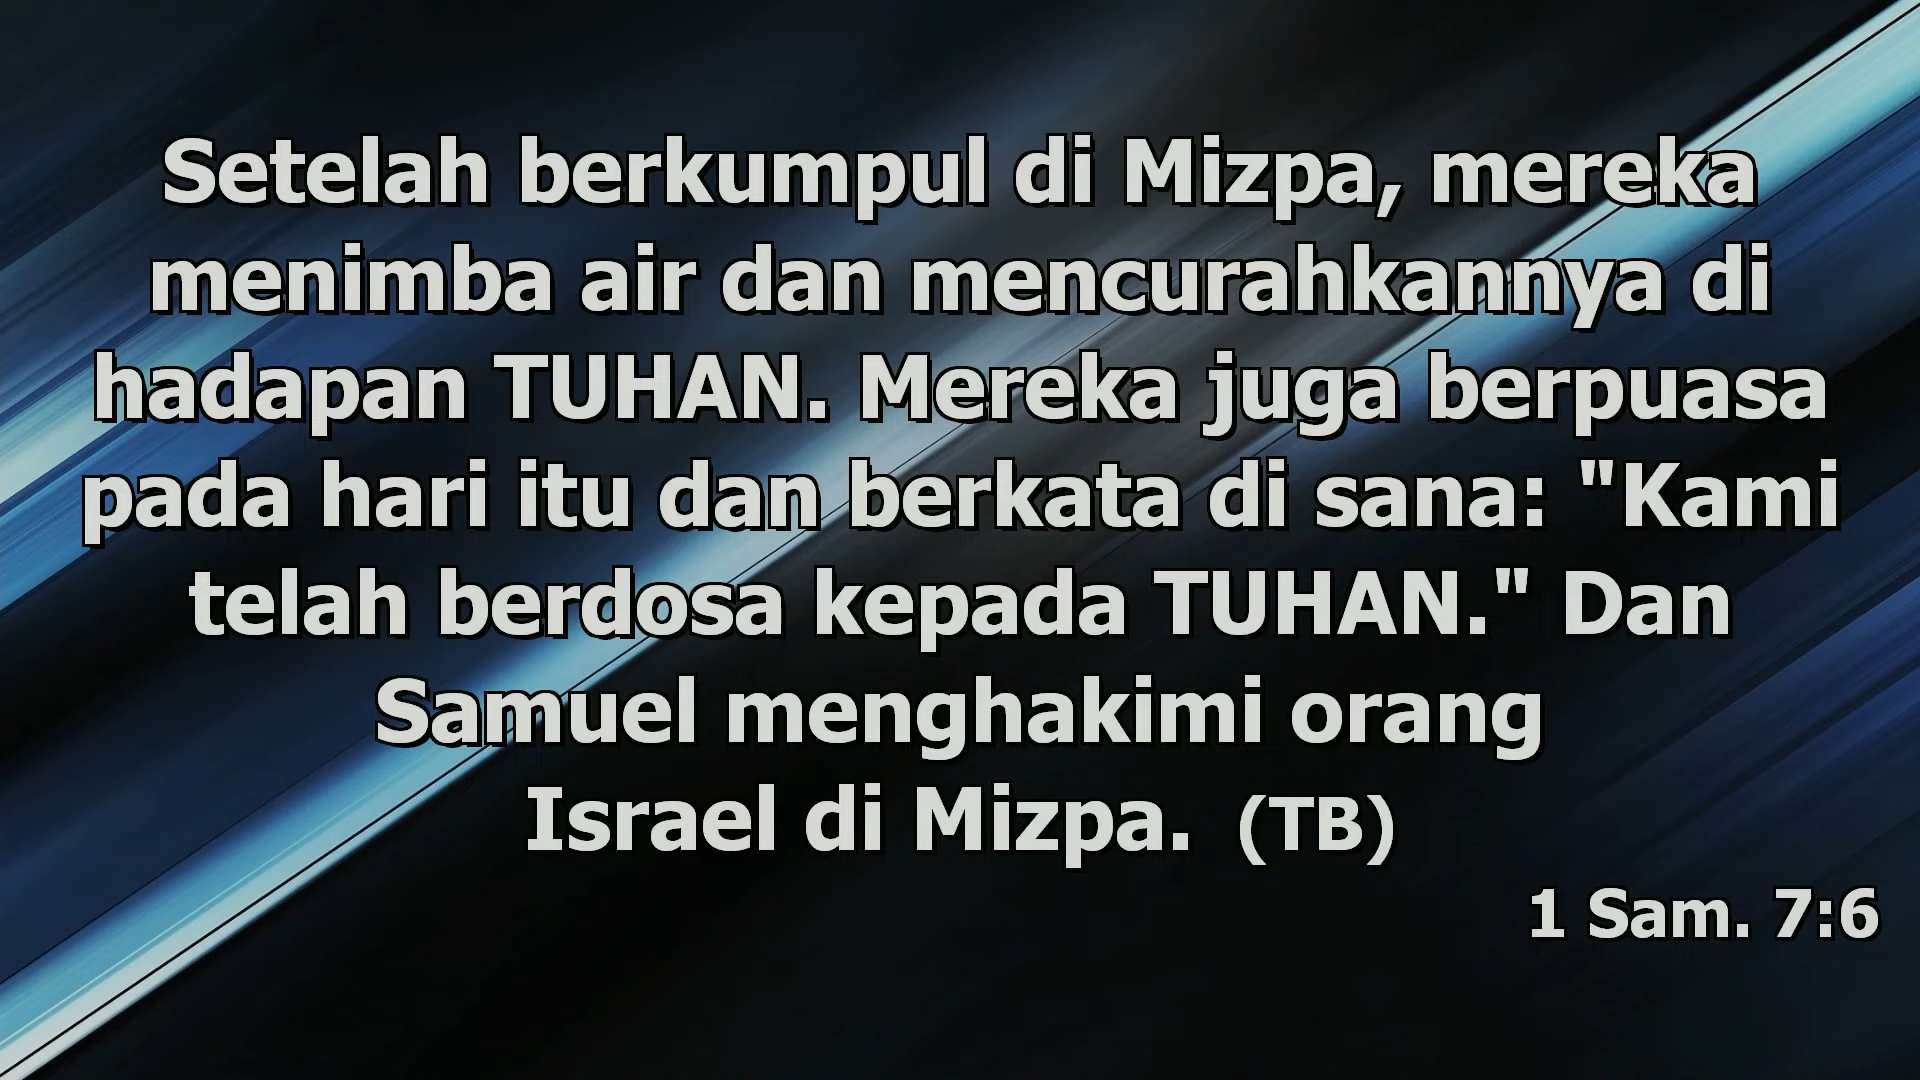 Setelah berkumpul di Mizpa, mereka
menimba air dan mencurahkannya di
hadapan TUHAN. Mereka juga berpuasa
pada hari itu dan berkata di sana: "Kami
telah berdosa kepada TUHAN." Dan
Samuel menghakimi orang
Israel di Mizpa. (TB)
1 Sam. 7:6